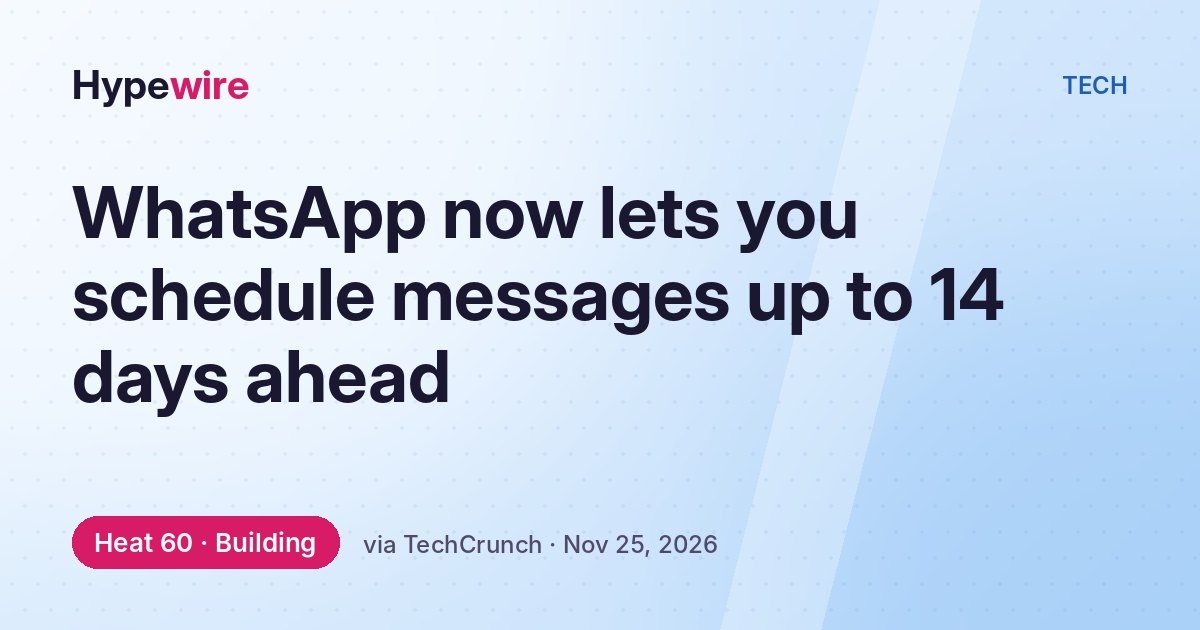 Hypewire
TECH
WhatsApp now lets you
schedule messages up to 14
days ahead
Heat 60 · Building
via TechCrunch · Nov 25, 2026